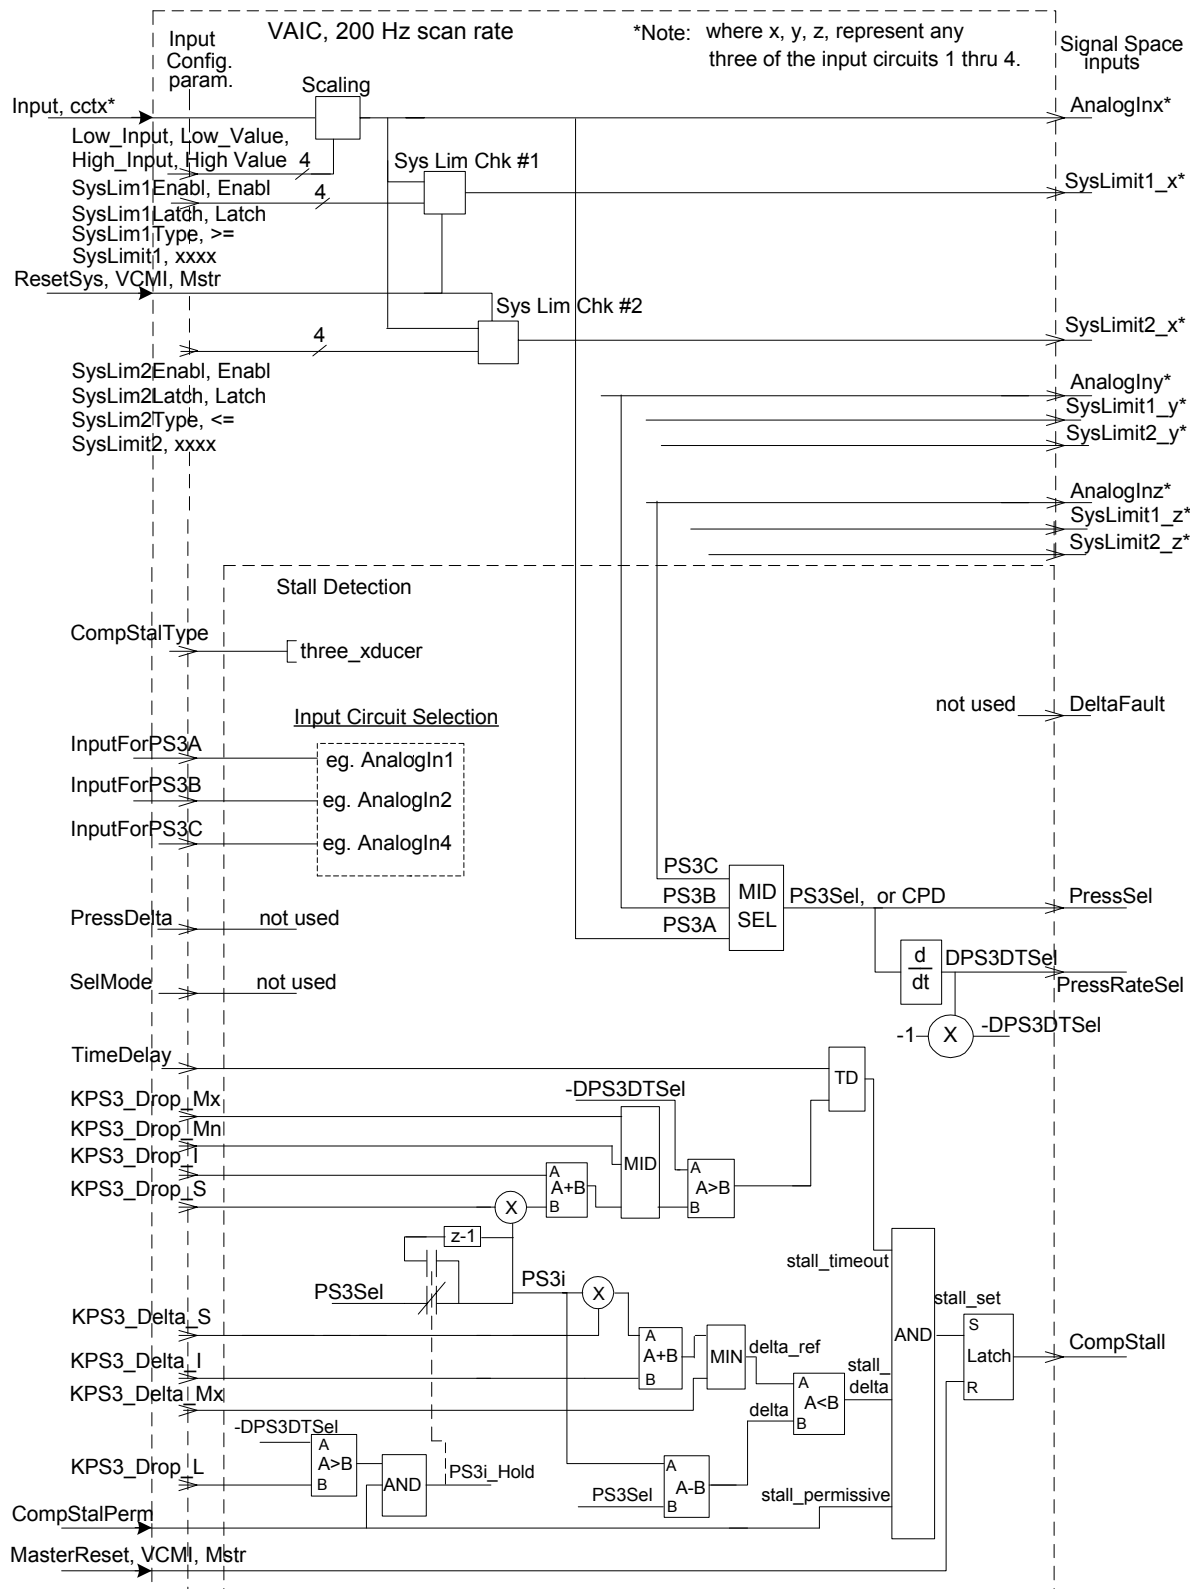 VAIC, 200 Hz scan rate
*Note: where x, y, z, represent any
three of the input circuits 1 thru 4.
Input
Config.
param.
Signal Space
inputs
Scaling
Input, cctx*
AnalogInx*
Low_Input, Low_Value,
High_Input, High Value
4
Sys Lim Chk #1
SysLim1Enabl, Enabl
4
SysLimit1_x*
SysLim1Latch, Latch
SysLim1Type, >=
SysLimit1, xxxx
ResetSys, VCMI, Mstr
Sys Lim Chk #2
4
SysLimit2_x*
SysLim2Enabl, Enabl
SysLim2Latch, Latch
SysLim2Type, <=
SysLimit2, xxxx
AnalogIny*
SysLimit1_y*
SysLimit2_y*
AnalogInz*
SysLimit1_z*
SysLimit2_z*
Stall Detection
CompStalType
three_xducer
not used
DeltaFault
Input Circuit Selection
InputForPS3A
eg. AnalogIn1
InputForPS3B
eg. AnalogIn2
InputForPS3C
eg. AnalogIn4
PS3C
PS3B
PS3A
MID
SEL
PS3Sel, or CPD
PressSel
PressDelta
not used
d
dt
DPS3DTSel
PressRateSel
SelMode
not used
-1
X
-DPS3DTSel
TimeDelay
TD
KPS3_Drop_Mx
-DPS3DTSel
KPS3_Drop_Mn
MID
KPS3_Drop_I
A
A+B
B
A
A>B
B
KPS3_Drop_S
X
z-1
stall_timeout
PS3Sel
PS3i
X
KPS3_Delta_S
stall_set
A
A+B
B
MIN
delta_ref
AND
S
Latch
R
CompStall
KPS3_Delta_I
stall_
delta
A
A<B
B
KPS3_Delta_Mx
delta
-DPS3DTSel
A
A>B
B
KPS3_Drop_L
AND
PS3i_Hold
A
A-B
B
PS3Sel
stall_permissive
CompStalPerm
MasterReset, VCMI, Mstr